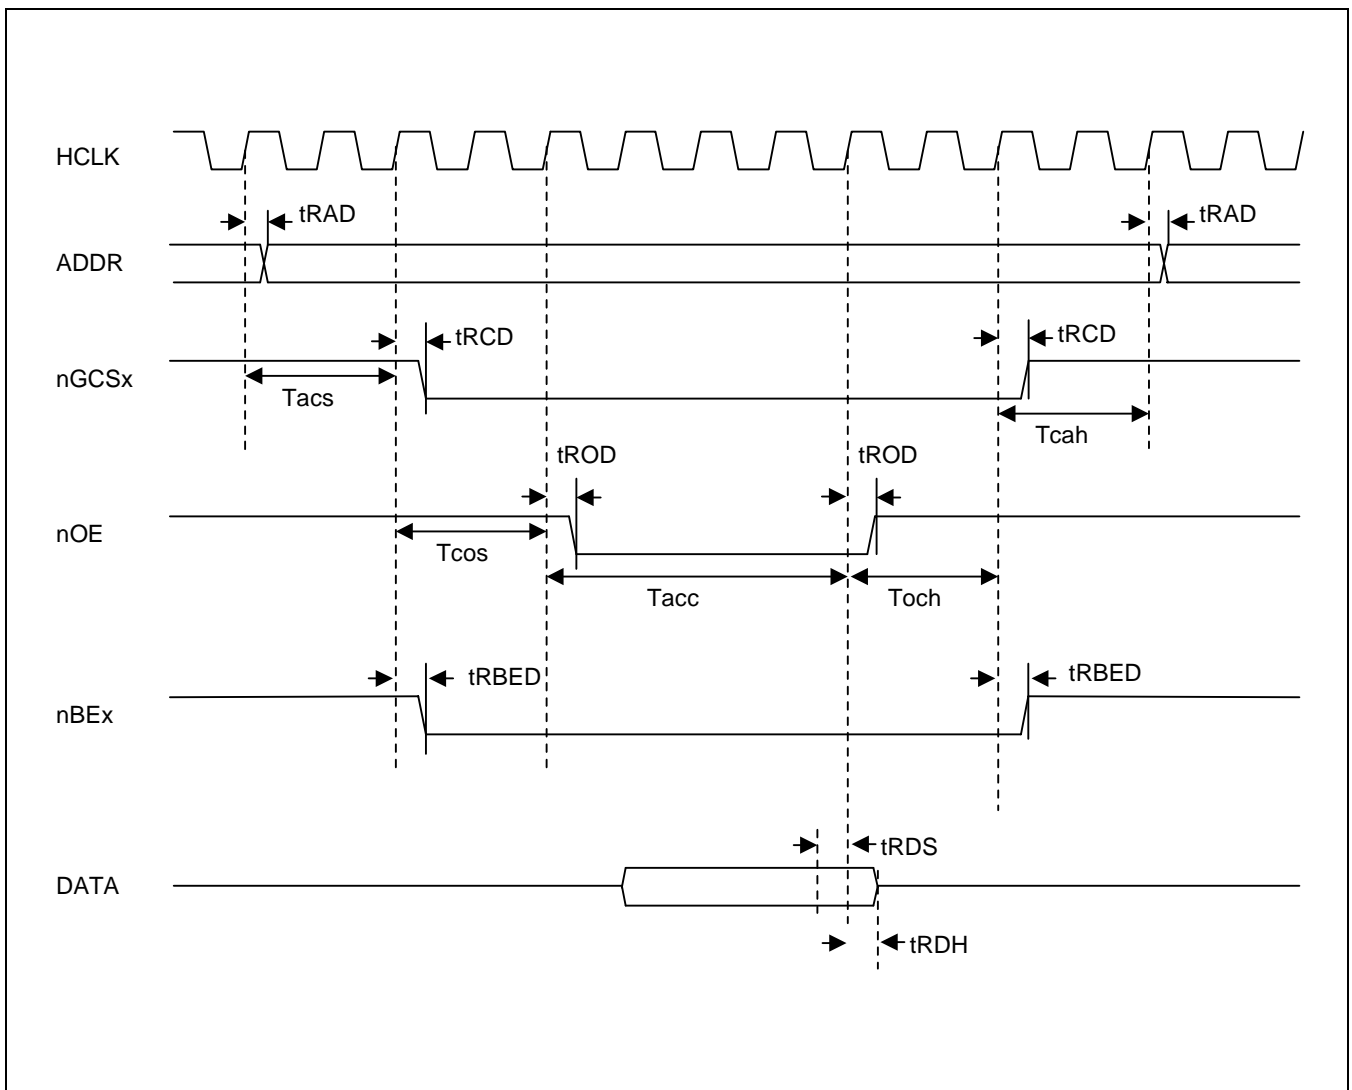 HCLK
tRAD
tRAD
ADDR
tRCD
tRCD
nGCSx
Tacs
Tcah
tROD
tROD
nOE
Tcos
Tacc
Toch
tRBED
tRBED
nBEx
tRDS
DATA
tRDH